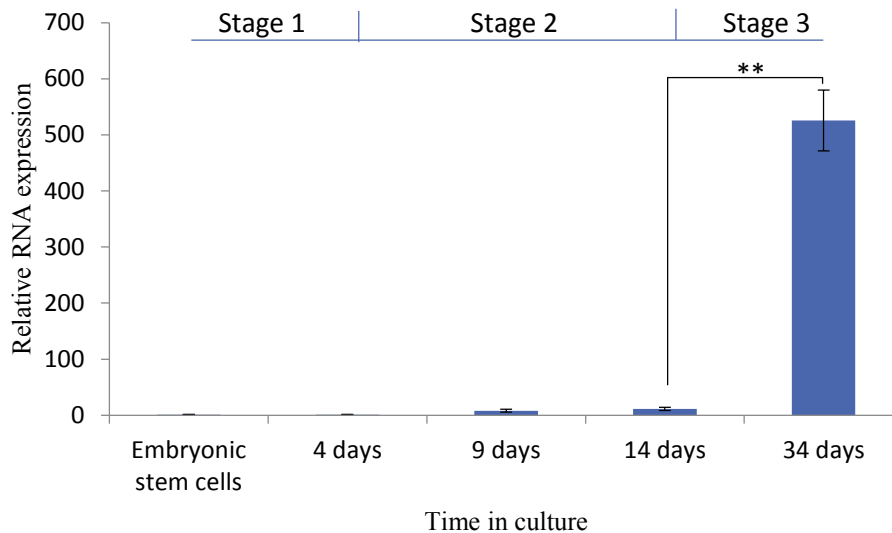 Stage 1
Stage 2
Stage 3
700
600
500
400
300
200
100
0
**
Relative RNA expression
Embryonic
stem cells
4 days
9 days
14 days
34 days
Time in culture